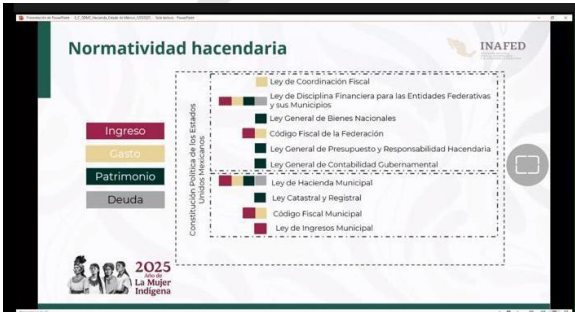 Normatividad hacendaria
INAFED
Ingreso
Gasto
Patrimonio
Deuda
Constitución Política de los Estados
Unidos Mexicanos
Ley de Coordinación Fiscal
Ley de Disciplina Financiera para las Entidades Federativas
y sus Municipios
Ley General de Bienes Nacionales
Código Fiscal de la Federación
Ley General de Presupuesto y Responsabilidad Hacendaria
Ley General de Contabilidad Gubernamental
Ley de Hacienda Municipal
Ley Catastral y Registral
Código Fiscal Municipal
Ley de Ingresos Municipal
2025
Año de
La Mujer
Indígena